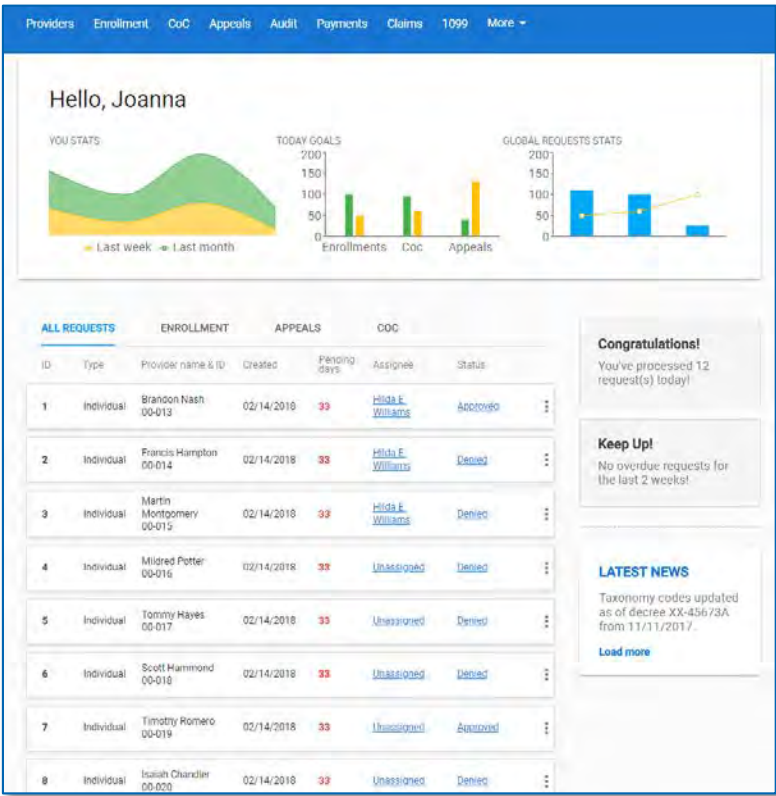 Providers Enrollment CoC Appeals Audit Payments Claims 1099 More
Hello, Joanna
YOU STATS
200
150
100
50
0
Last week Last month
TODAY GOALS
200
150
100
50
0
Enrollments Coc Appeals
GLOBAL REQUESTS STATS
200
150
100
50
0
ALL REQUESTS ENROLLMENT APPEALS COC
ID Type Provider name & ID Created Pending days Assignee Status
1 Individual Brandon Nash 00-013 02/14/2018 33 Hilda E. Williams Approved
2 Individual Francis Hampton 00-014 02/14/2018 33 Hilda E. Williams Denied
3 Individual Martin Montgomery 00-015 02/14/2018 33 Hilda E. Williams Denied
4 Individual Mildred Potter 00-016 02/14/2018 33 Unassigned Denied
5 Individual Tommy Hayes 00-017 02/14/2018 33 Unassigned Denied
6 Individual Scott Hammond 00-018 02/14/2018 33 Unassigned Denied
7 Individual Timothy Romero 00-019 02/14/2018 33 Unassigned Approved
8 Individual Isaiah Chandler 00-020 02/14/2018 33 Unassigned Denied
Congratulations!
You've processed 12
request(s) today!
Keep Up!
No overdue requests for
the last 2 weeks!
LATEST NEWS
Taxonomy codes updated
as of decree XX-45673A
from 11/11/2017.
Load more